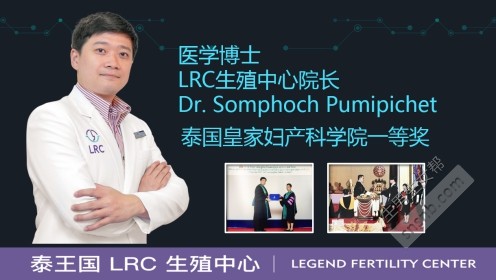 医学博士
LRC生殖中心院长
Dr. Somphoch Pumipichet
泰国皇家妇产科学院一等奖
LRC
泰王国 LRC 生殖中心 | LEGEND FERTILITY CENTER